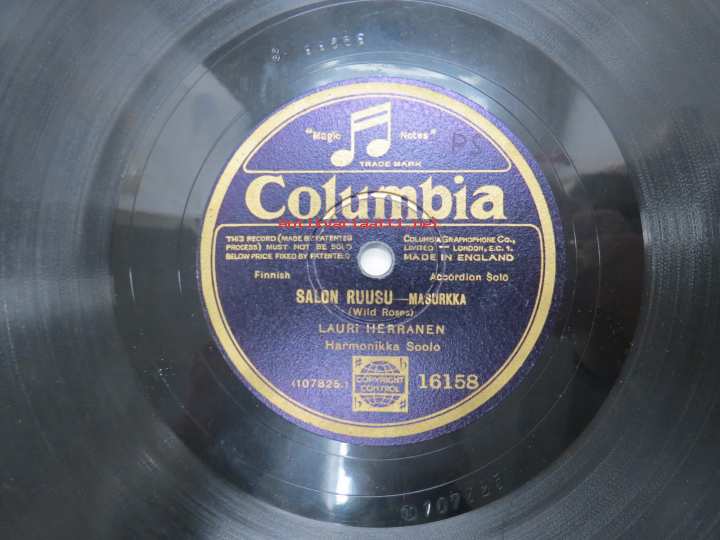 "Magic Notes"
TRADE MARK
PS
Columbia
THIS RECORD (MADE BY PATENTED
PROCESS) MUST NOT BE SOLD
BELOW PRICE FIXED BY PATENTEES
COLUMBIA GRAPHOPHONE CO.,
LIMITED — LONDON, E.C. 1.
MADE IN ENGLAND
Finnish
Accordion Solo
SALON RUUSU — MASURKKA
(Wild Roses)
LAURI HERRANEN
Harmonikka Soolo
(107825.)
COPYRIGHT
CONTROL
16158